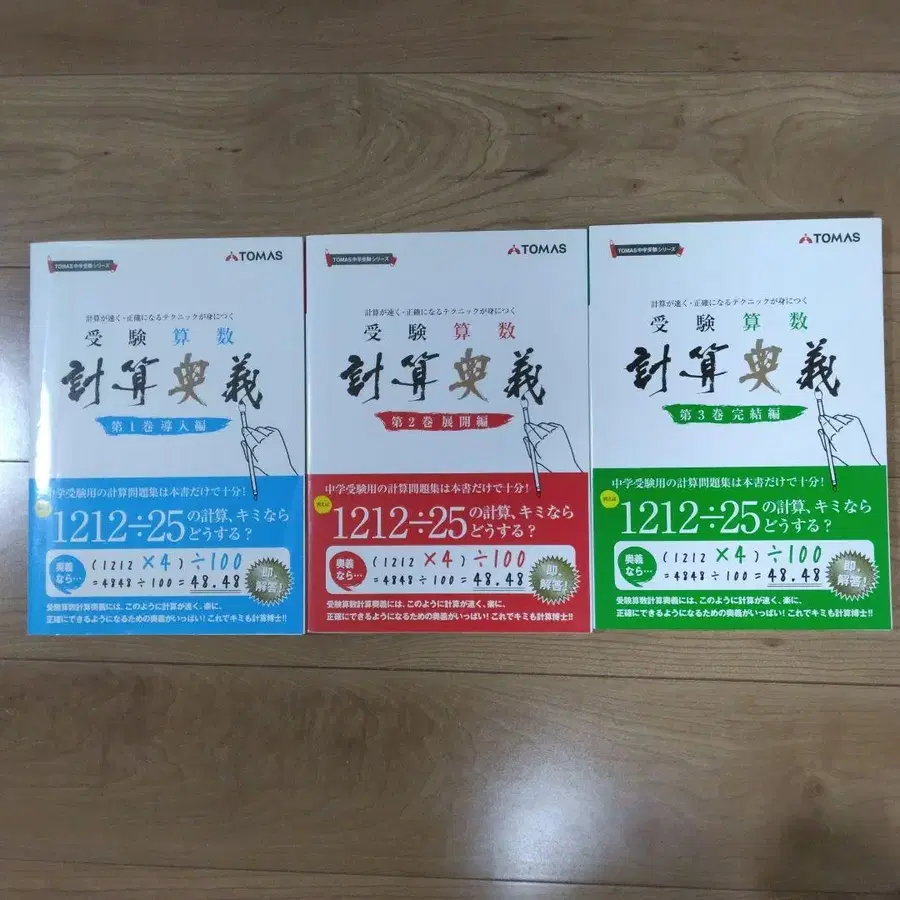 TOMAS中学受験シリーズ
TOMAS
計算が速く・正確になるテクニックが身につく
受験算数
計算奥義
第1巻導入編
中学受験用の計算問題集は本書だけで十分!
1212÷25の計算、キミなら
どうする?
奥義
なら…
(1212×4)÷100
=4848÷100=48.48
即
解答!
受験算数計算奥義には、このように計算が速く、楽に、
正確にできるようになるための奥義がいっぱい!これでキミも計算博士!!
TOMAS中学受験シリーズ
TOMAS
計算が速く・正確になるテクニックが身につく
受験算数
計算奥義
第2巻展開編
中学受験用の計算問題集は本書だけで十分!
例えば
1212÷25の計算、キミなら
どうする?
奥義
なら…
(1212×4)÷100
=4848÷100=48.48
即
解答!
受験算数計算奥義には、このように計算が速く、楽に、
正確にできるようになるための奥義がいっぱい!これでキミも計算博士!!
TOMAS中学受験シリーズ
TOMAS
計算が速く・正確になるテクニックが身につく
受験算数
計算奥義
第3巻完結編
中学受験用の計算問題集は本書だけで十分!
例えば
1212÷25の計算、キミなら
どうする?
奥義
なら…
(1212×4)÷100
=4848÷100=48.48
即
解答!
受験算数計算奥義には、このように計算が速く、楽に、
正確にできるようになるための奥義がいっぱい!これでキミも計算博士!!